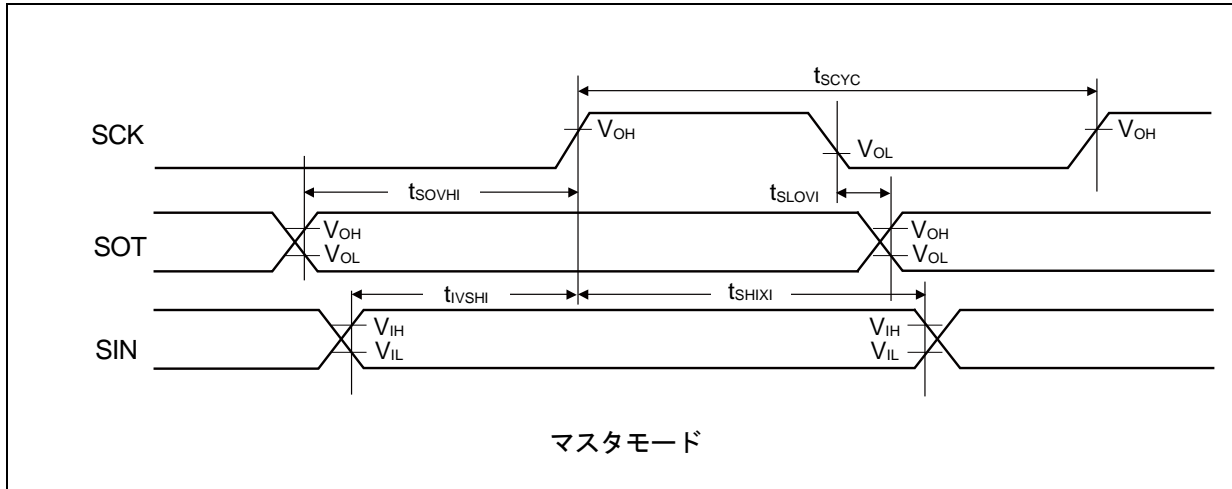 tSCYC
SCK
VOH
VOL
VOH
tSOVHI
tSLOVI
SOT
VOH
VOL
VOH
VOL
tIVSHI
tSHIXI
SIN
VIH
VIL
VIH
VIL
マスタモード